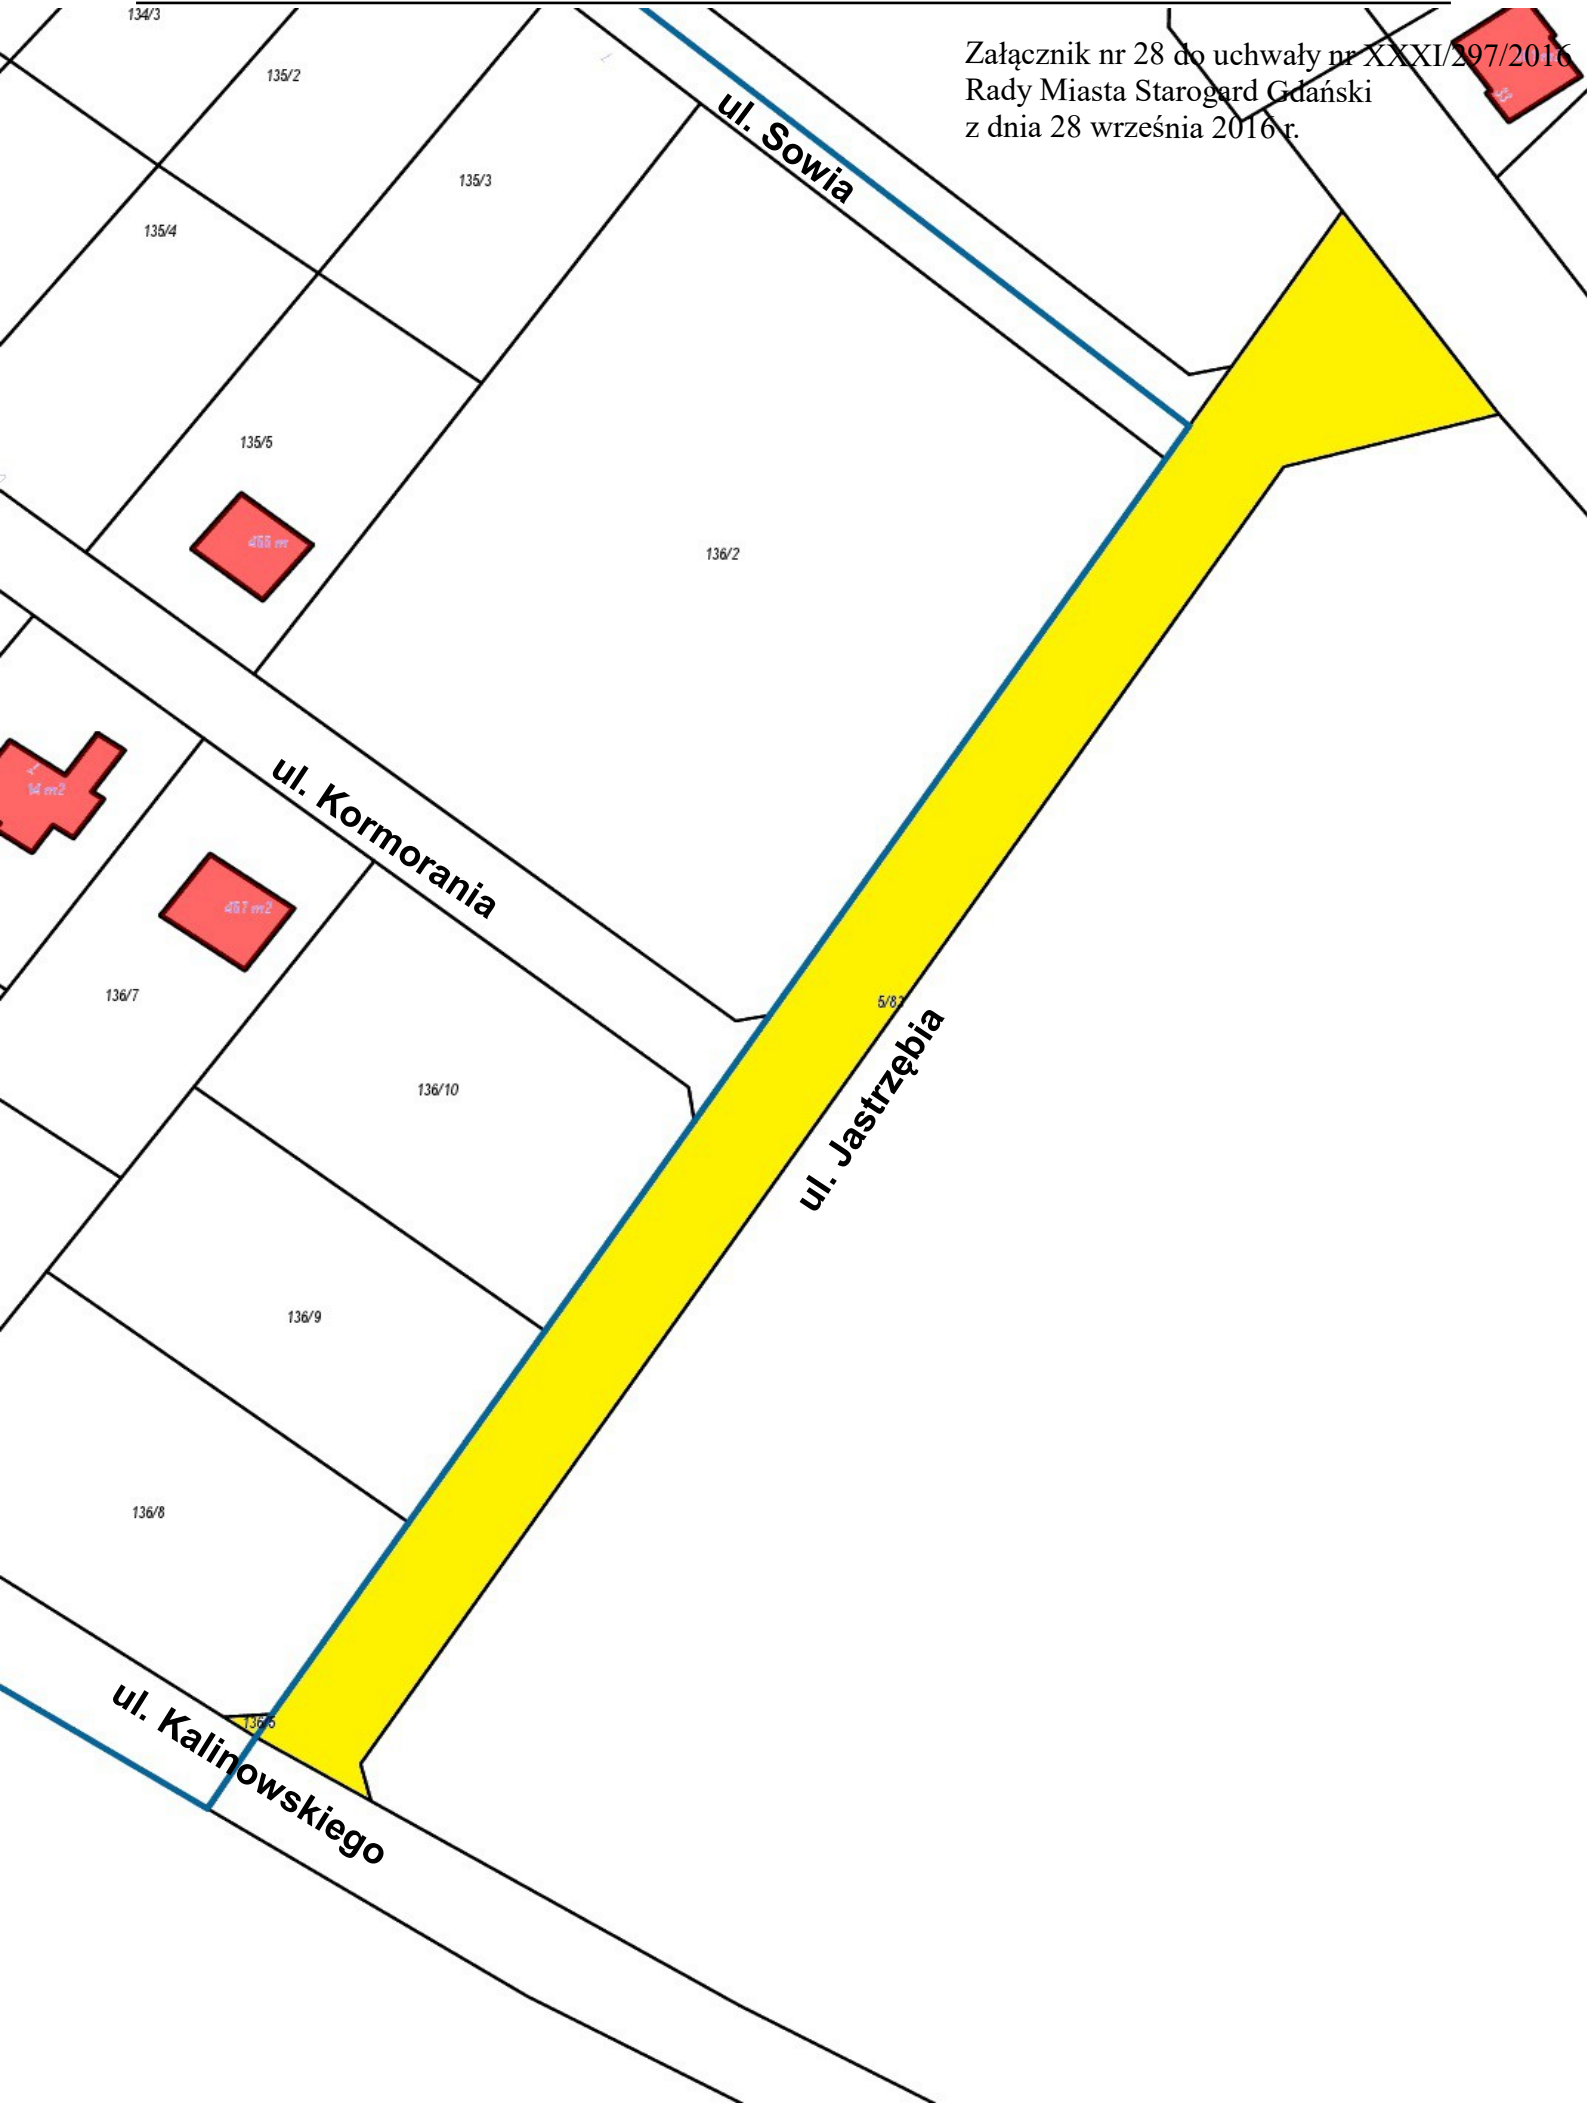 134/3
Załącznik nr 28 do uchwały nr XXXI/297/2016
Rady Miasta Starogard Gdański
z dnia 28 września 2016 r.
135/2
ul. Sowia
135/3
135/4
135/5
136/2
ul. Kormorania
136/7
5/83
ul. Jastrzębia
136/10
136/9
136/8
ul. Kalinowskiego